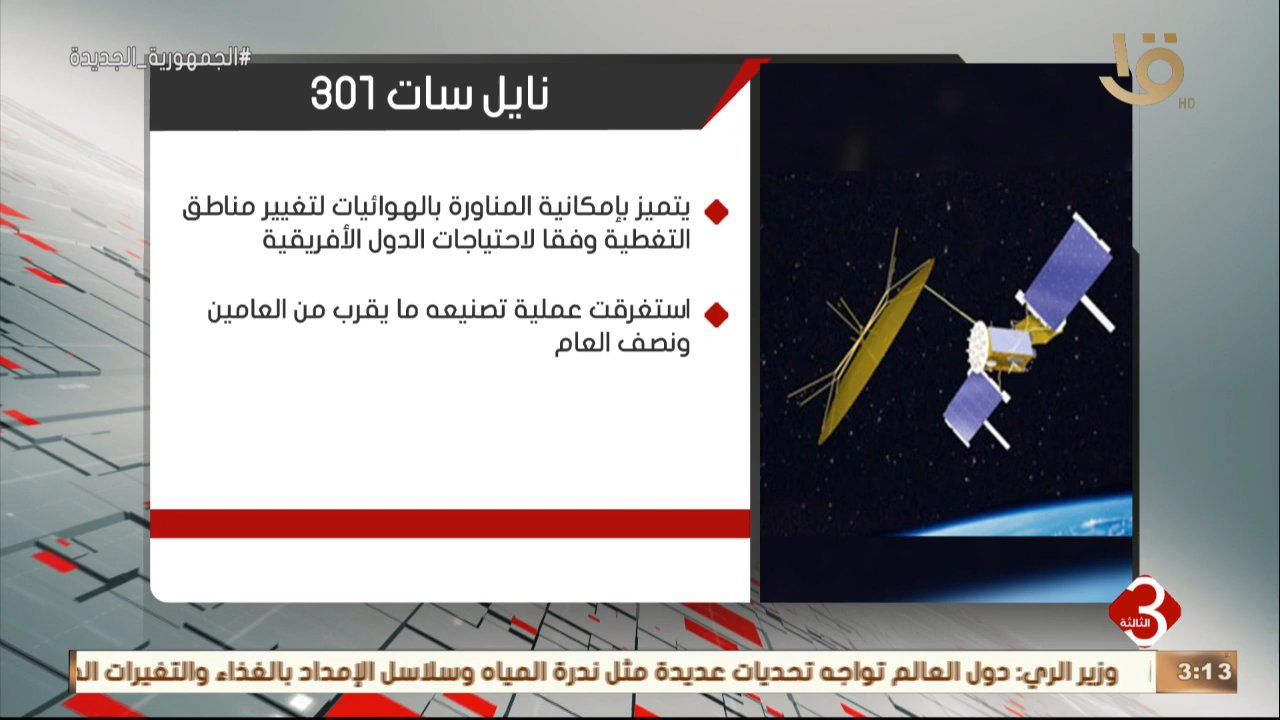 #الجمهورية_الجديدة
HD
نايل سات 301
يتميز بإمكانية المناورة بالهوائيات لتغيير مناطق
التغطية وفقا لاحتياجات الدول الأفريقية
استغرقت عملية تصنيعه ما يقرب من العامين
ونصف العام
3
الثالثة
3:13
وزير الري: دول العالم تواجه تحديات عديدة مثل ندرة المياه وسلاسل الإمداد بالغذاء والتغيرات